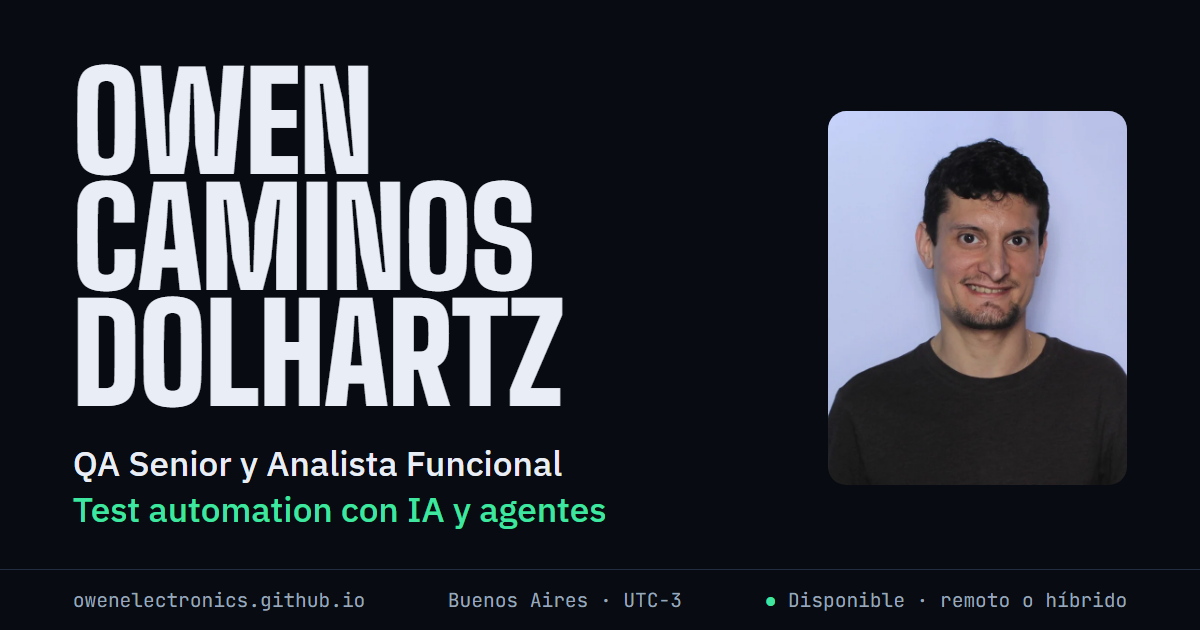 OWEN
CAMINOS
DOLHARTZ
QA Senior y Analista Funcional
Test automation con IA y agentes
owenelectronics.github.io
Buenos Aires · UTC-3
● Disponible · remoto o híbrido